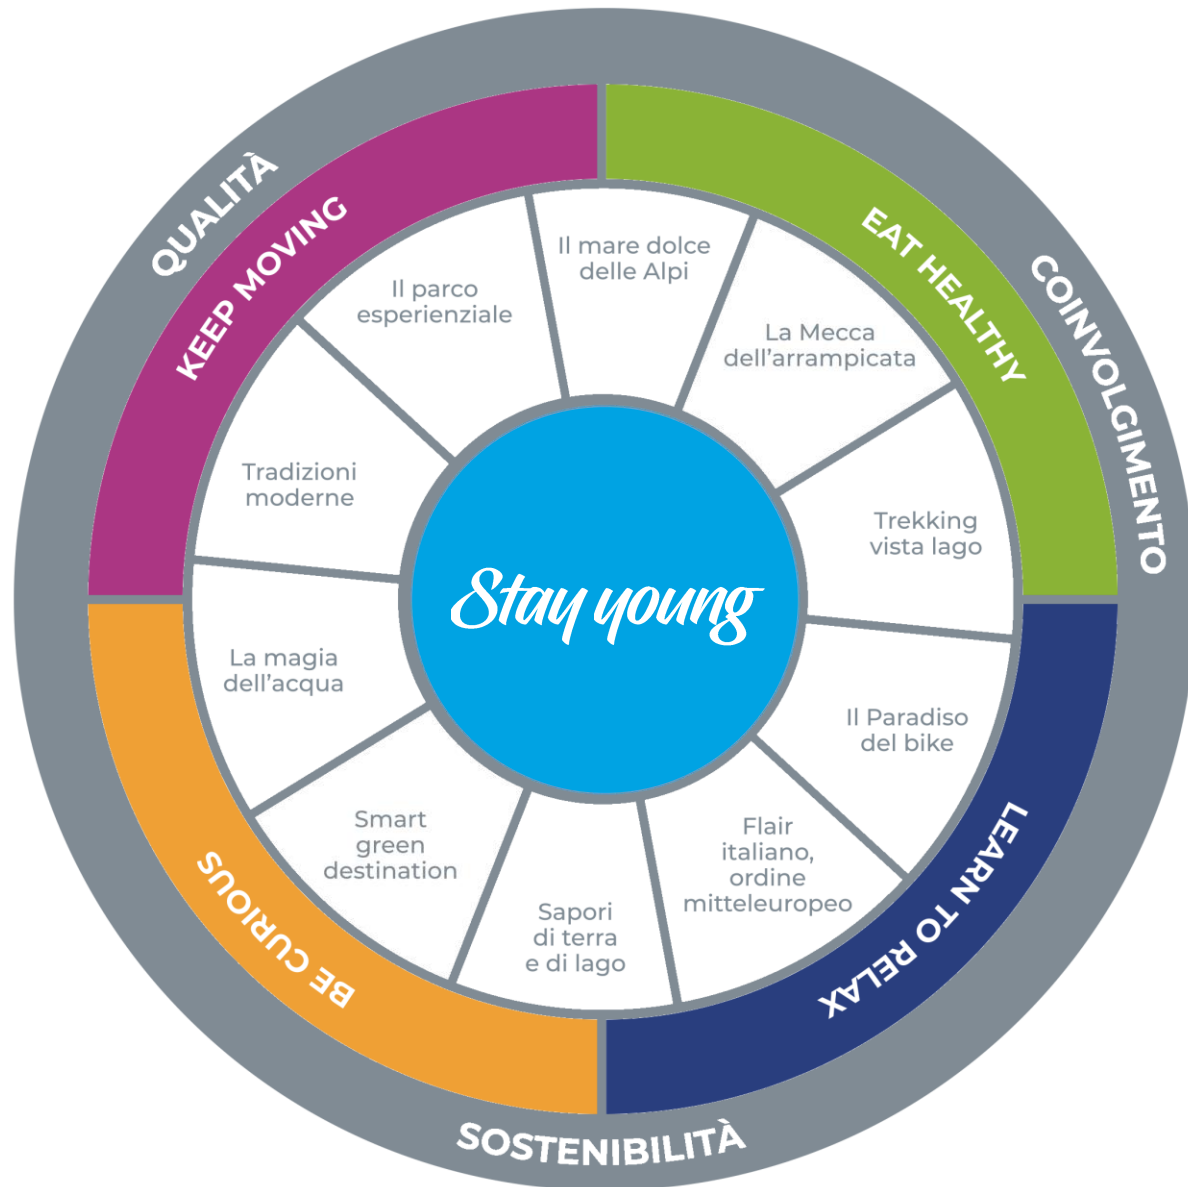 QUALITÀ
COINVOLGIMENTO
SOSTENIBILITÀ
KEEP MOVING
EAT HEALTHY
LEARN TO RELAX
BE CURIOUS
Il mare dolce
delle Alpi
La Mecca
dell’arrampicata
Trekking
vista lago
Il Paradiso
del bike
Flair
italiano,
ordine
mitteleuropeo
Sapori
di terra
e di lago
Smart
green
destination
La magia
dell’acqua
Tradizioni
moderne
Il parco
esperienziale
Stay young